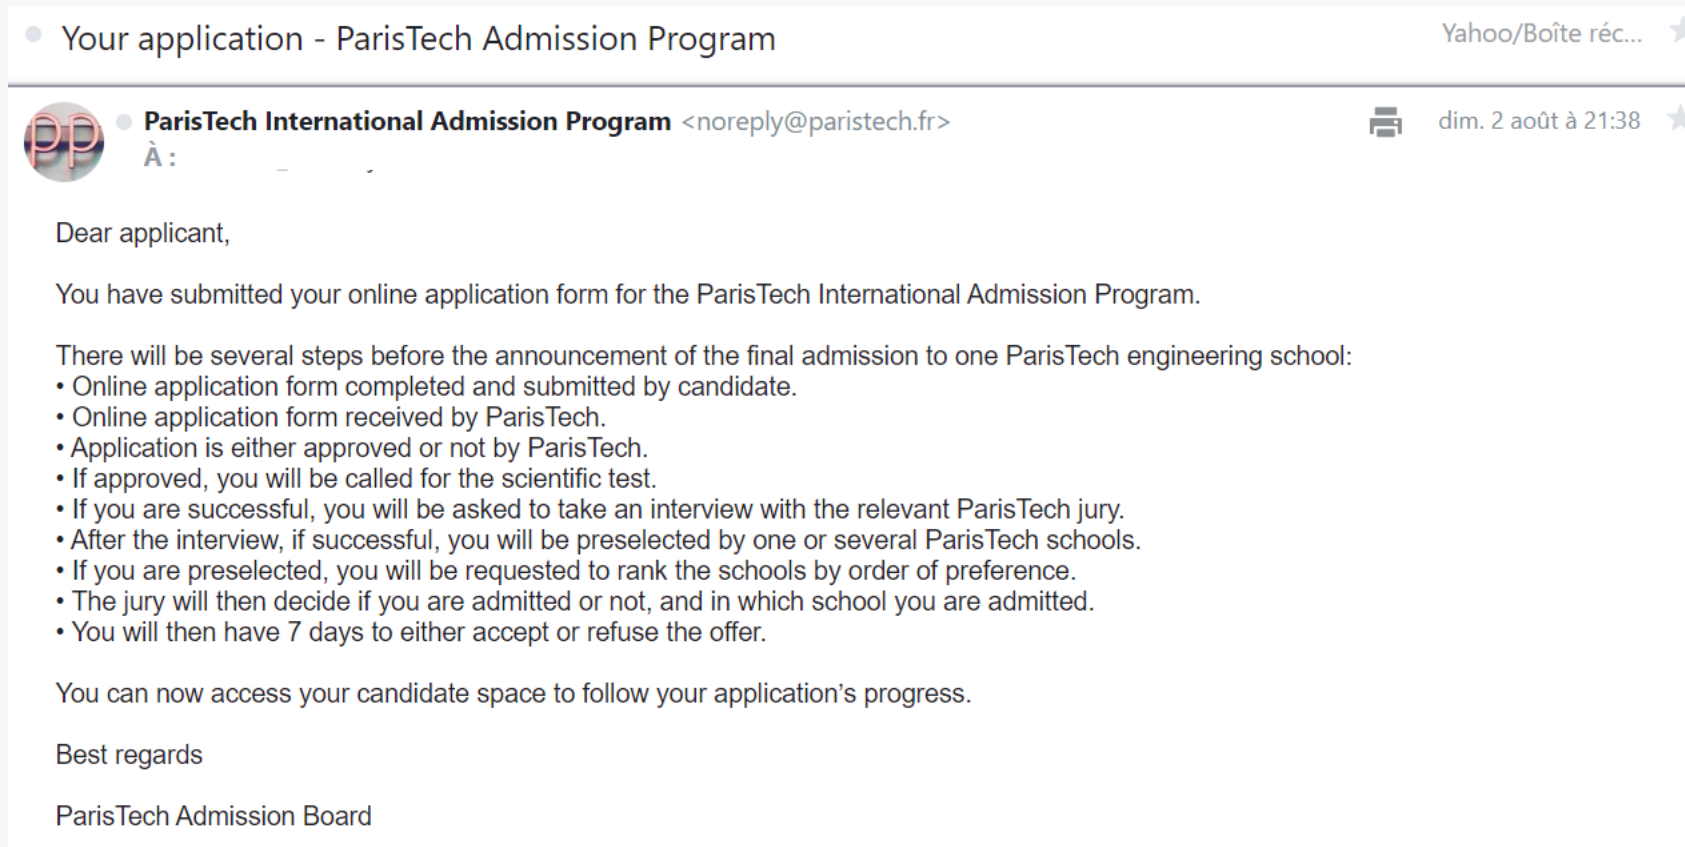 Your application - ParisTech Admission Program
Yahoo/Boîte réc...
ParisTech International Admission Program <noreply@paristech.fr>
dim. 2 août à 21:38
pp
À :
Dear applicant,
You have submitted your online application form for the ParisTech International Admission Program.
There will be several steps before the announcement of the final admission to one ParisTech engineering school:
• Online application form completed and submitted by candidate.
• Online application form received by ParisTech.
• Application is either approved or not by ParisTech.
• If approved, you will be called for the scientific test.
• If you are successful, you will be asked to take an interview with the relevant ParisTech jury.
• After the interview, if successful, you will be preselected by one or several ParisTech schools.
• If you are preselected, you will be requested to rank the schools by order of preference.
• The jury will then decide if you are admitted or not, and in which school you are admitted.
• You will then have 7 days to either accept or refuse the offer.
You can now access your candidate space to follow your application’s progress.
Best regards
ParisTech Admission Board